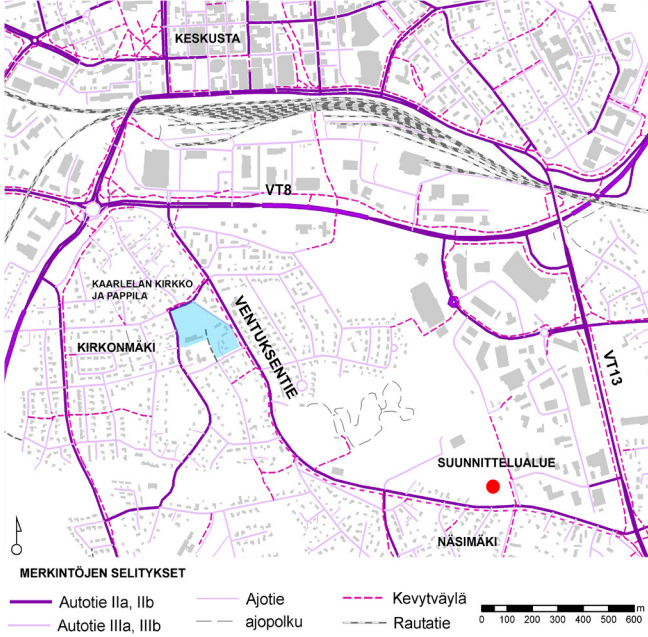 KESKUSTA
VT8
KAARLELAN KIRKKO
JA PAPPILA
VENTUKSENTIE
KIRKONMÄKI
VT13
SUUNNITTELUALUE
NÄSIMÄKI
MERKINTÖJEN SELITYKSET
Autotie IIa, IIb
Ajotie
Kevytväylä
Autotie IIIa, IIIb
ajopolku
Rautatie
0 100 200 300 400 500 600 m